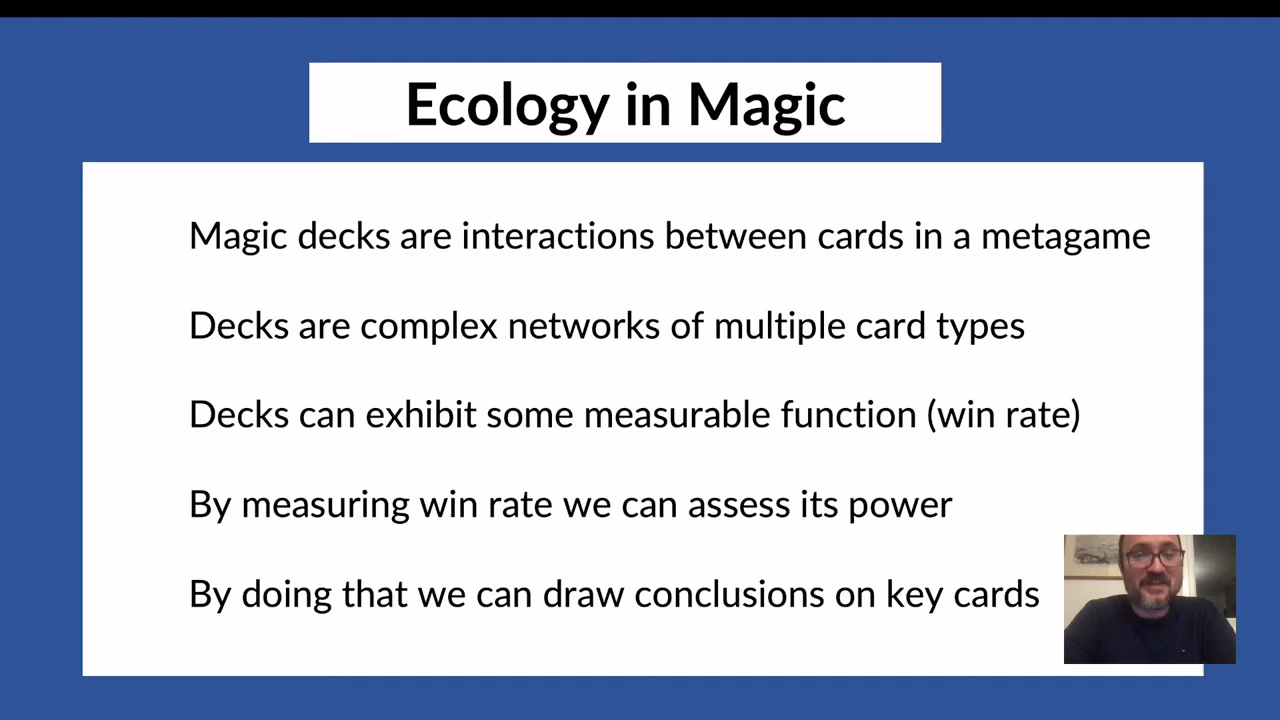 Ecology in Magic
Magic decks are interactions between cards in a metagame
Decks are complex networks of multiple card types
Decks can exhibit some measurable function (win rate)
By measuring win rate we can assess its power
By doing that we can draw conclusions on key cards